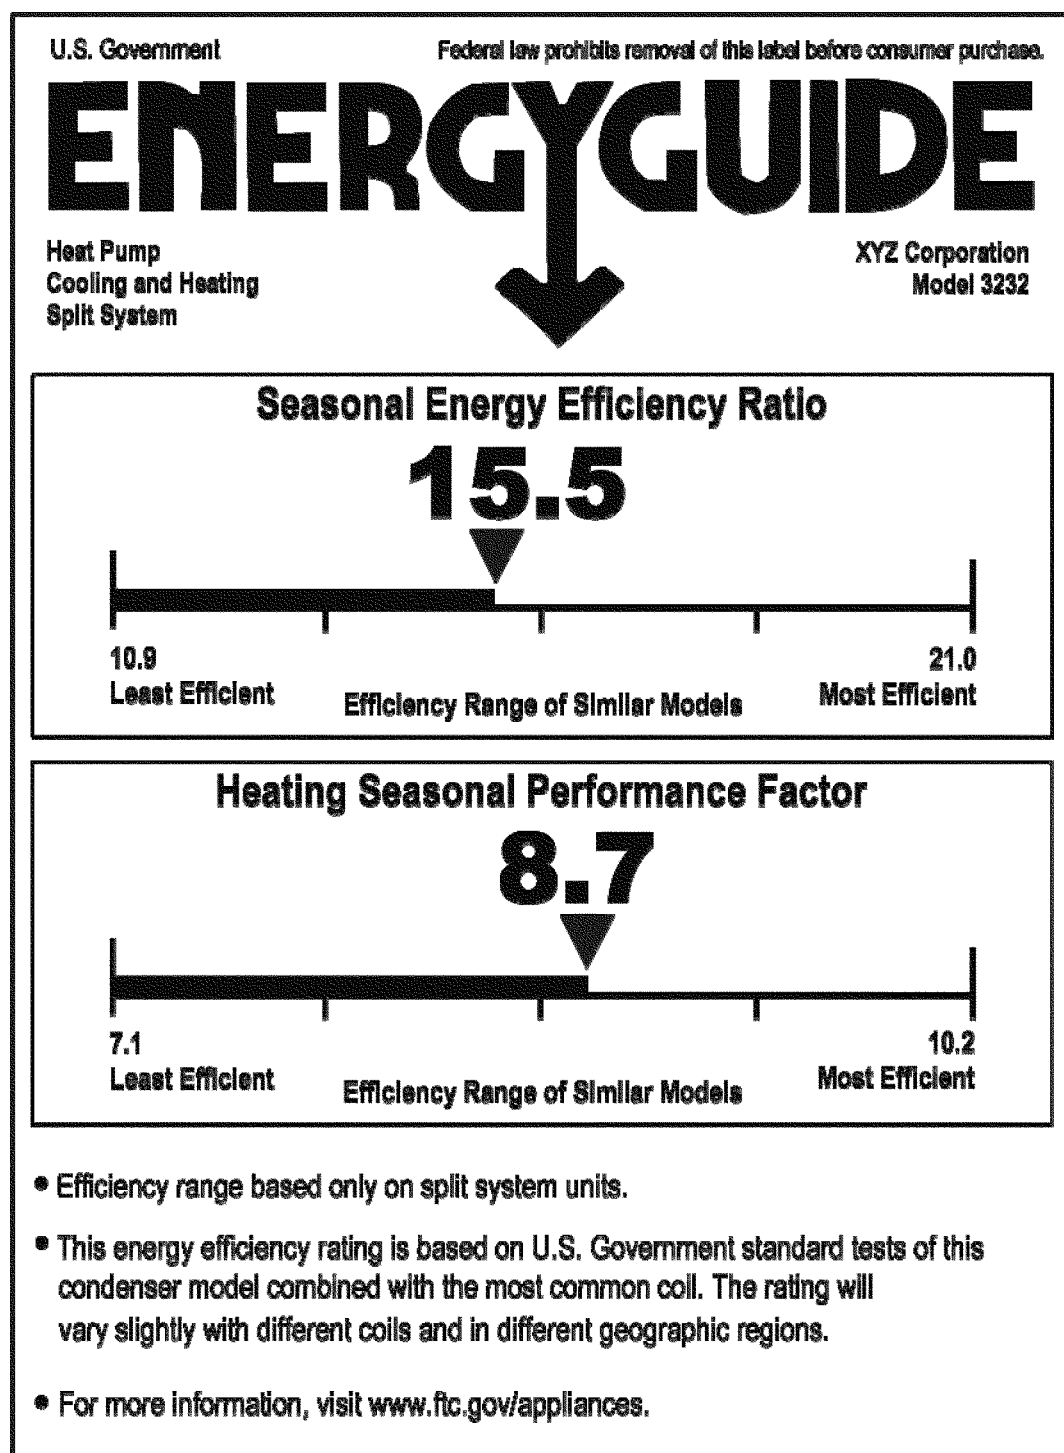 U.S. Government
Federal law prohibits removal of this label before consumer purchase.
ENERGYGUIDE
Heat Pump
Cooling and Heating
Split System
XYZ Corporation
Model 3232
Seasonal Energy Efficiency Ratio
15.5
10.9
Least Efficient
Efficiency Range of Similar Models
21.0
Most Efficient
Heating Seasonal Performance Factor
8.7
7.1
Least Efficient
Efficiency Range of Similar Models
10.2
Most Efficient
• Efficiency range based only on split system units.
• This energy efficiency rating is based on U.S. Government standard tests of this
condenser model combined with the most common coil. The rating will
vary slightly with different coils and in different geographic regions.
• For more information, visit www.ftc.gov/appliances.